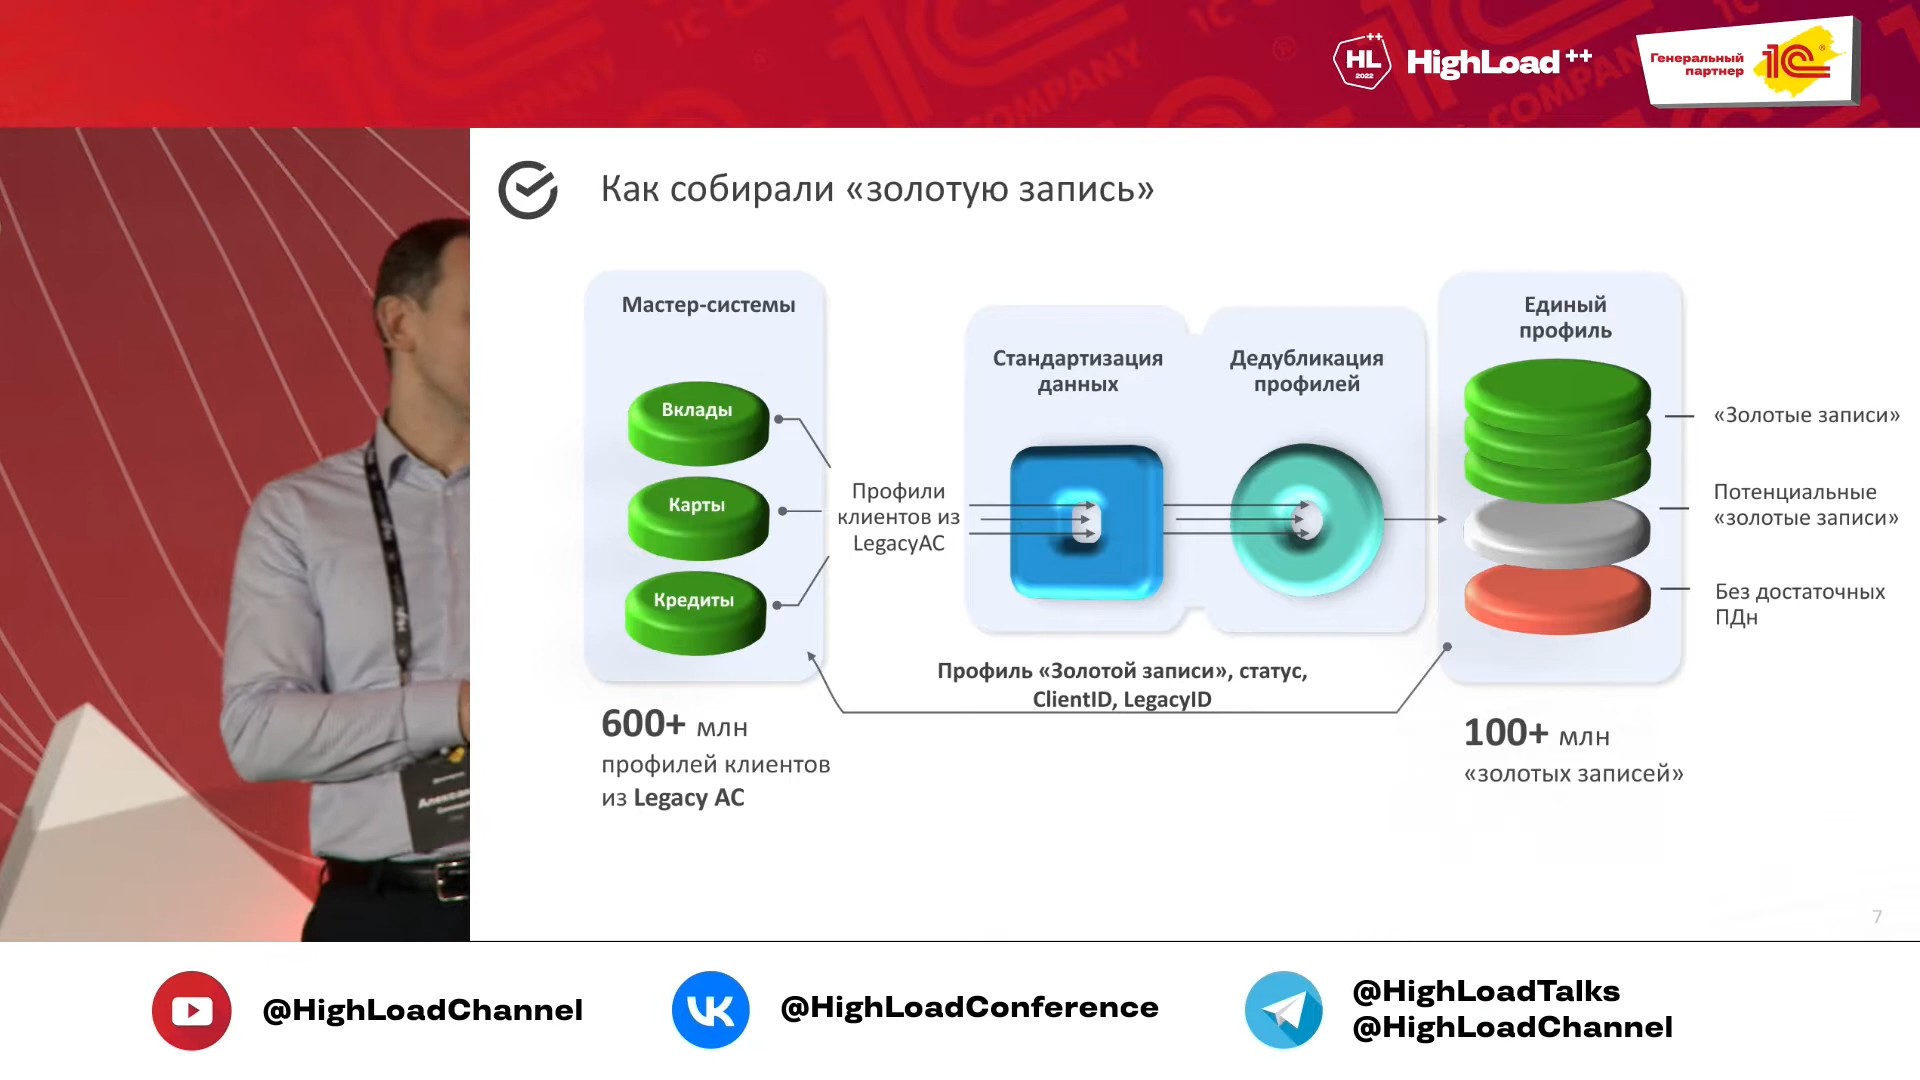 HL
2022
HighLoad++
Генеральный
партнер
1С
Как собирали «золотую запись»
Мастер-системы
Вклады
Карты
Кредиты
Профили
клиентов из
LegacyАС
Стандартизация
данных
Дедубликация
профилей
Единый
профиль
«Золотые записи»
Потенциальные
«золотые записи»
Без достаточных
ПДн
Профиль «Золотой записи», статус,
ClientID, LegacyID
600+ млн
профилей клиентов
из Legacy АС
100+ млн
«золотых записей»
7
@HighLoadChannel
@HighLoadConference
@HighLoadTalks
@HighLoadChannel